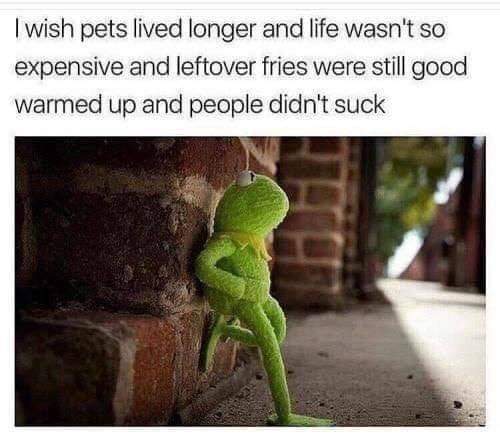 I wish pets lived longer and life wasn't so
expensive and leftover fries were still good
warmed up and people didn't suck